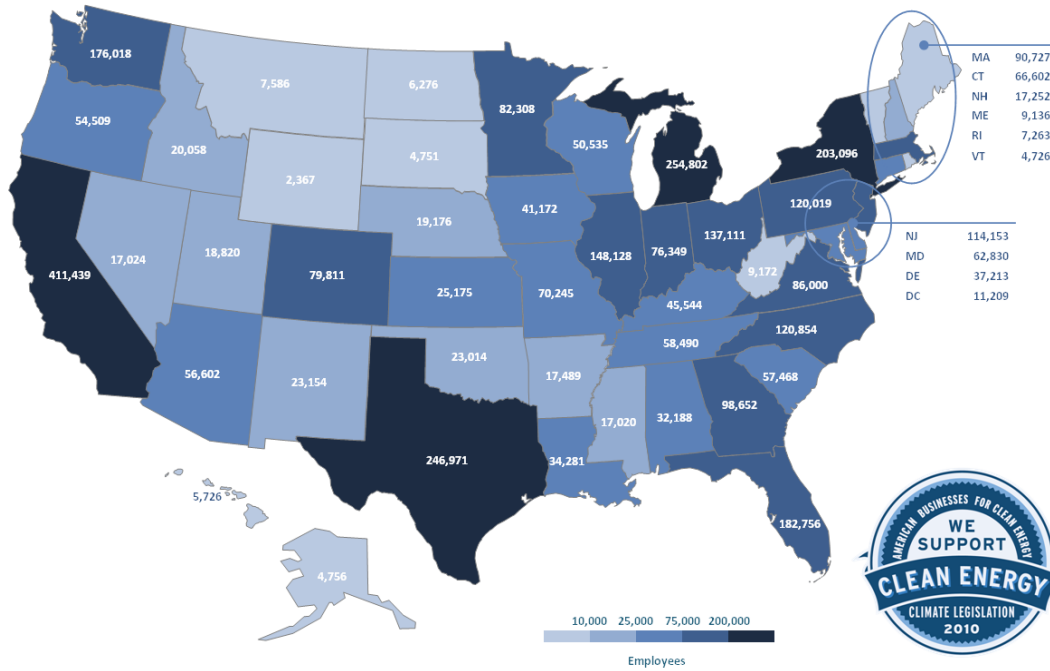 176,018
7,586
6,276
82,308
MA 90,727
CT 66,602
NH 17,252
ME 9,136
RI 7,263
VT 4,726
54,509
20,058
4,751
50,535
254,802
203,096
2,367
19,176
41,172
120,019
411,439
17,024
18,820
79,811
25,175
70,245
148,128
76,349
137,111
9,172
86,000
NJ 114,153
MD 62,830
DE 37,213
DC 11,209
45,544
120,854
58,490
56,602
23,154
23,014
17,489
57,468
17,020
32,188
98,652
246,971
34,281
182,756
5,726
4,756
10,000 25,000 75,000 200,000
Employees
AMERICAN BUSINESSES FOR CLEAN ENERGY
WE
SUPPORT
CLEAN ENERGY
CLIMATE LEGISLATION
2010